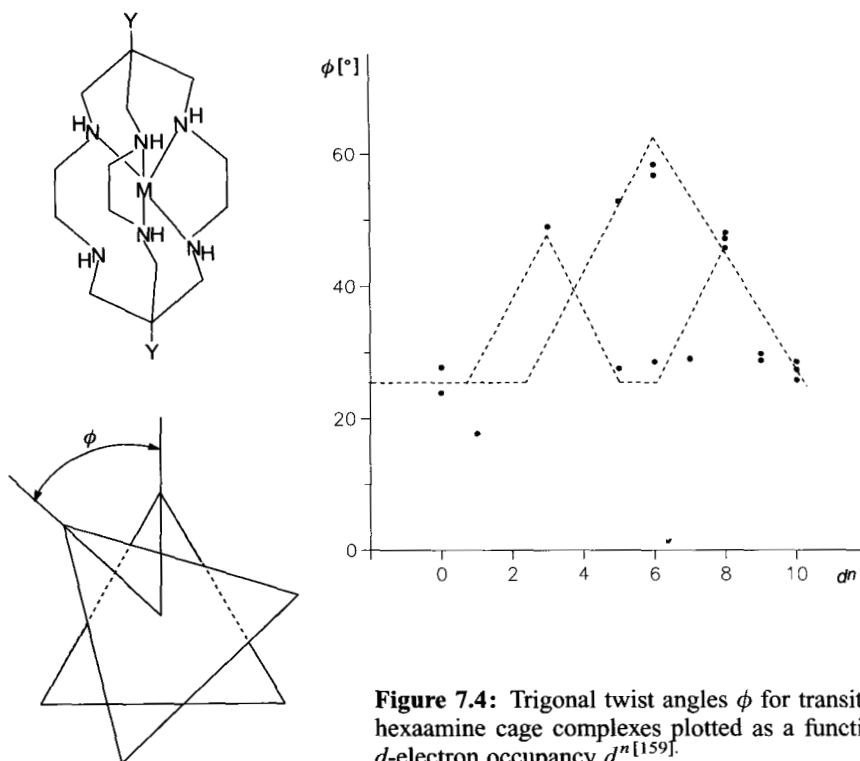 Y
H
N
NH
H
N
M
H
N
NH
H
N
Y
ϕ
ϕ [°]
60
40
20
0
0 2 4 6 8 10 dⁿ
Figure 7.4: Trigonal twist angles ϕ for transit
hexaamine cage complexes plotted as a functi
d-electron occupancy dⁿ[159].